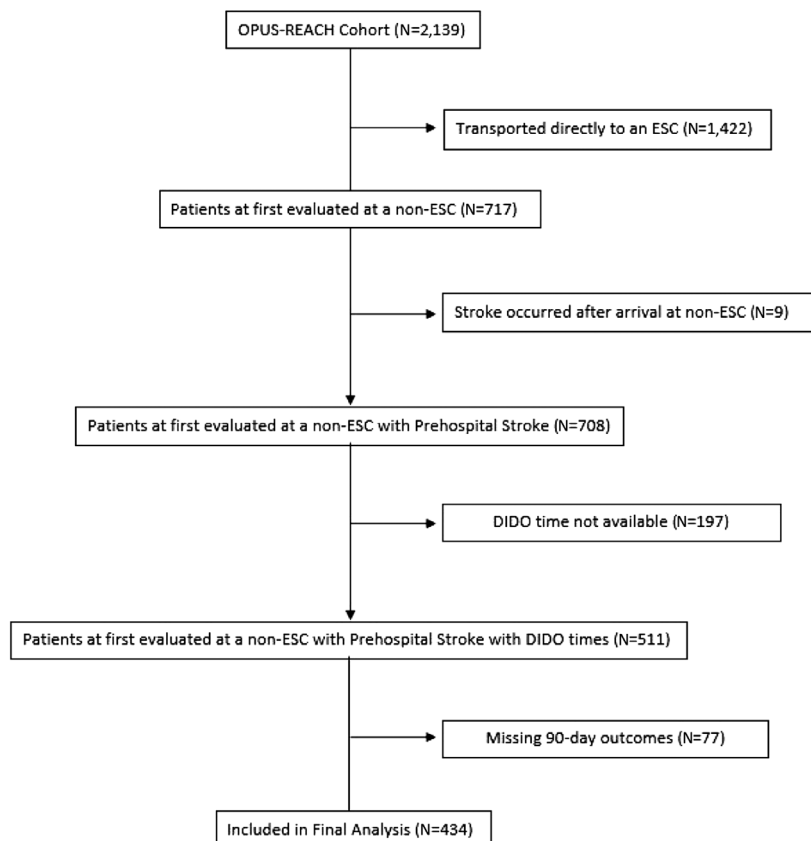 OPUS-REACH Cohort (N=2,139)
Transported directly to an ESC (N=1,422)
Patients at first evaluated at a non-ESC (N=717)
Stroke occurred after arrival at non-ESC (N=9)
Patients at first evaluated at a non-ESC with Prehospital Stroke (N=708)
DIDO time not available (N=197)
Patients at first evaluated at a non-ESC with Prehospital Stroke with DIDO times (N=511)
Missing 90-day outcomes (N=77)
Included in Final Analysis (N=434)